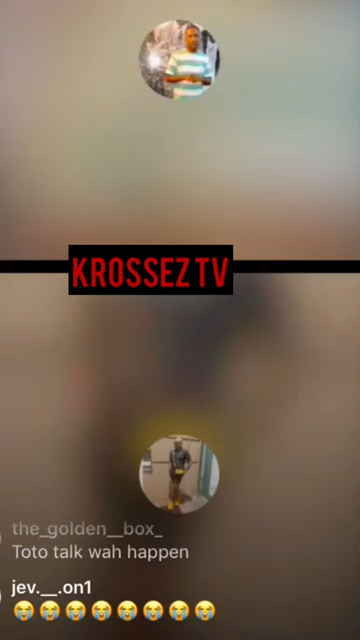 KROSSEZ TV
the_golden__box_
Toto talk wah happen
jev.__.on1
😭😭😭😭😭😭😭😭